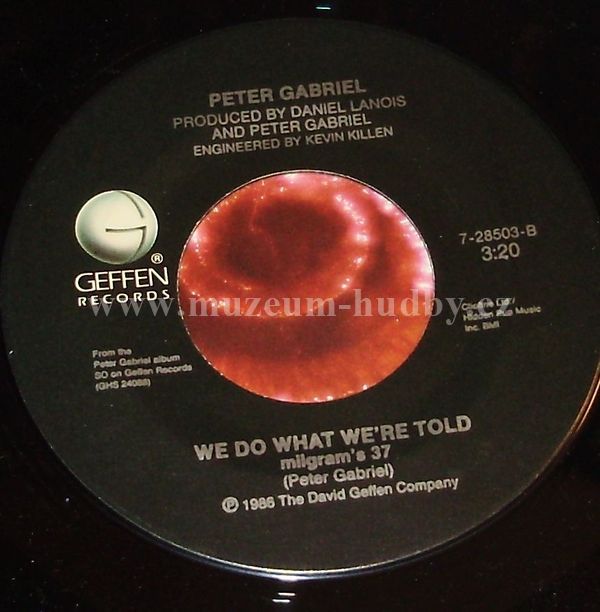 PETER GABRIEL
PRODUCED BY DANIEL LANOIS
AND PETER GABRIEL
ENGINEERED BY KEVIN KILLEN
G
®
GEFFEN
RECORDS
7-28503-B
3:20
www.muzeum-hudby.cz
Cliofine Ltd/
Hidden Pun Music
Inc. BMI
From the
Peter Gabriel album
SO on Geffen Records
(GHS 24088)
WE DO WHAT WE'RE TOLD
milgram's 37
(Peter Gabriel)
℗ 1986 The David Geffen Company